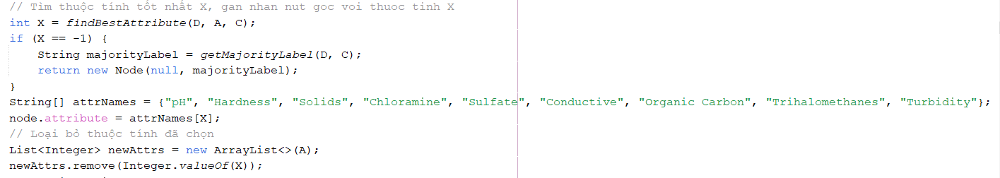 // Tìm thuộc tính tốt nhất X, gan nhan nut goc voi thuoc tinh X
int X = findBestAttribute(D, A, C);
if (X == -1) {
String majorityLabel = getMajorityLabel(D, C);
return new Node(null, majorityLabel);
}
String[] attrNames = {"pH", "Hardness", "Solids", "Chloramine", "Sulfate", "Conductive", "Organic Carbon", "Trihalomethanes", "Turbidity"};
node.attribute = attrNames[X];
// Loại bỏ thuộc tính đã chọn
List<Integer> newAttrs = new ArrayList<>(A);
newAttrs.remove(Integer.valueOf(X));